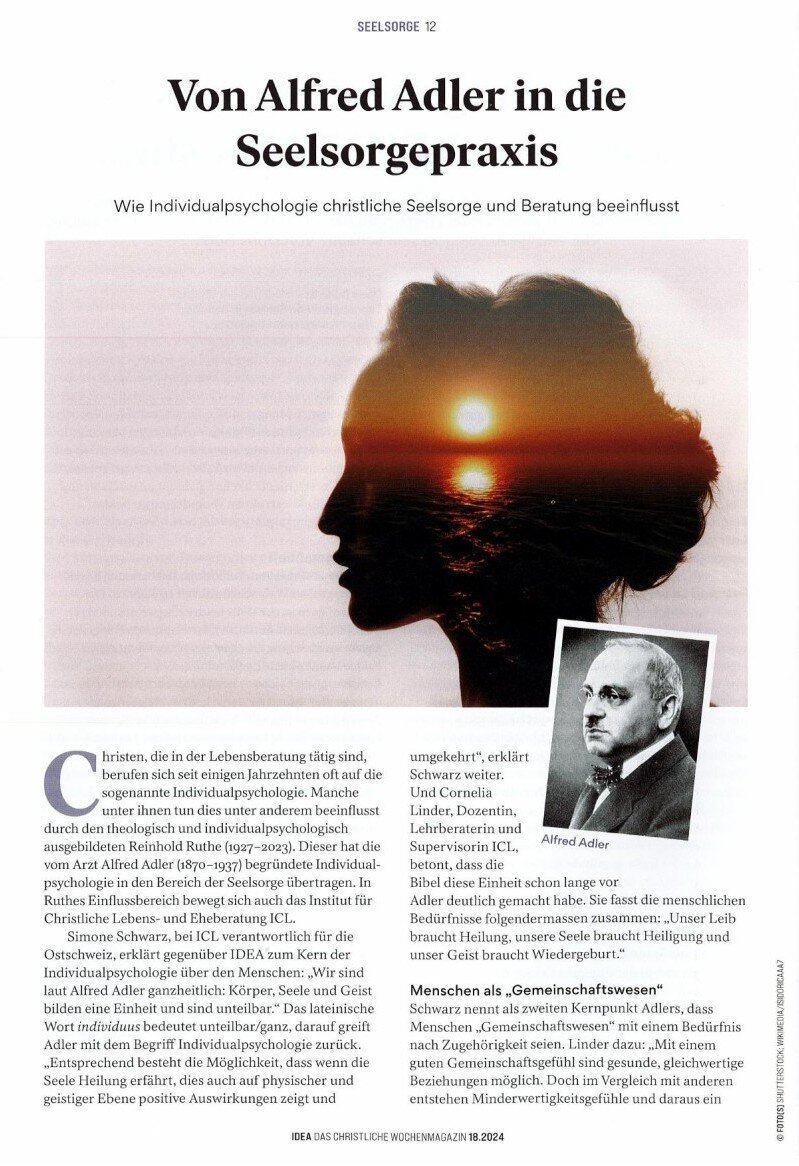 SEELSORGE 12
Von Alfred Adler in die
Seelsorgepraxis
Wie Individualpsychologie christliche Seelsorge und Beratung beeinflusst
Christen, die in der Lebensberatung tätig sind,
berufen sich seit einigen Jahrzehnten oft auf die
sogenannte Individualpsychologie. Manche
unter ihnen tun dies unter anderem beeinflusst
durch den theologisch und individualpsychologisch
ausgebildeten Reinhold Ruthe (1927–2023). Dieser hat die
vom Arzt Alfred Adler (1870–1937) begründete Individual-
psychologie in den Bereich der Seelsorge übertragen. In
Ruthes Einflussbereich bewegt sich auch das Institut für
Christliche Lebens- und Eheberatung ICL.
Simone Schwarz, bei ICL verantwortlich für die
Ostschweiz, erklärt gegenüber IDEA zum Kern der
Individualpsychologie über den Menschen: „Wir sind
laut Alfred Adler ganzheitlich: Körper, Seele und Geist
bilden eine Einheit und sind unteilbar.“ Das lateinische
Wort individuus bedeutet unteilbar/ganz, darauf greift
Adler mit dem Begriff Individualpsychologie zurück.
„Entsprechend besteht die Möglichkeit, dass wenn die
Seele Heilung erfährt, dies auch auf physischer und
geistiger Ebene positive Auswirkungen zeigt und
umgekehrt“, erklärt
Schwarz weiter.
Und Cornelia
Linder, Dozentin,
Lehrberaterin und
Supervisorin ICL,
betont, dass die
Bibel diese Einheit schon lange vor
Adler deutlich gemacht habe. Sie fasst die menschlichen
Bedürfnisse folgendermassen zusammen: „Unser Leib
braucht Heilung, unsere Seele braucht Heiligung und
unser Geist braucht Wiedergeburt.“
Menschen als „Gemeinschaftswesen“
Schwarz nennt als zweiten Kernpunkt Adlers, dass
Menschen „Gemeinschaftswesen“ mit einem Bedürfnis
nach Zugehörigkeit seien. Linder dazu: „Mit einem
guten Gemeinschaftsgefühl sind gesunde, gleichwertige
Beziehungen möglich. Doch im Vergleich mit anderen
entstehen Minderwertigkeitsgefühle und daraus ein
Alfred Adler
© FOTO(S) SHUTTERSTOCK; WIKIMEDIA/ISIDORICAAA7
IDEA DAS CHRISTLICHE WOCHENMAGAZIN 18.2024